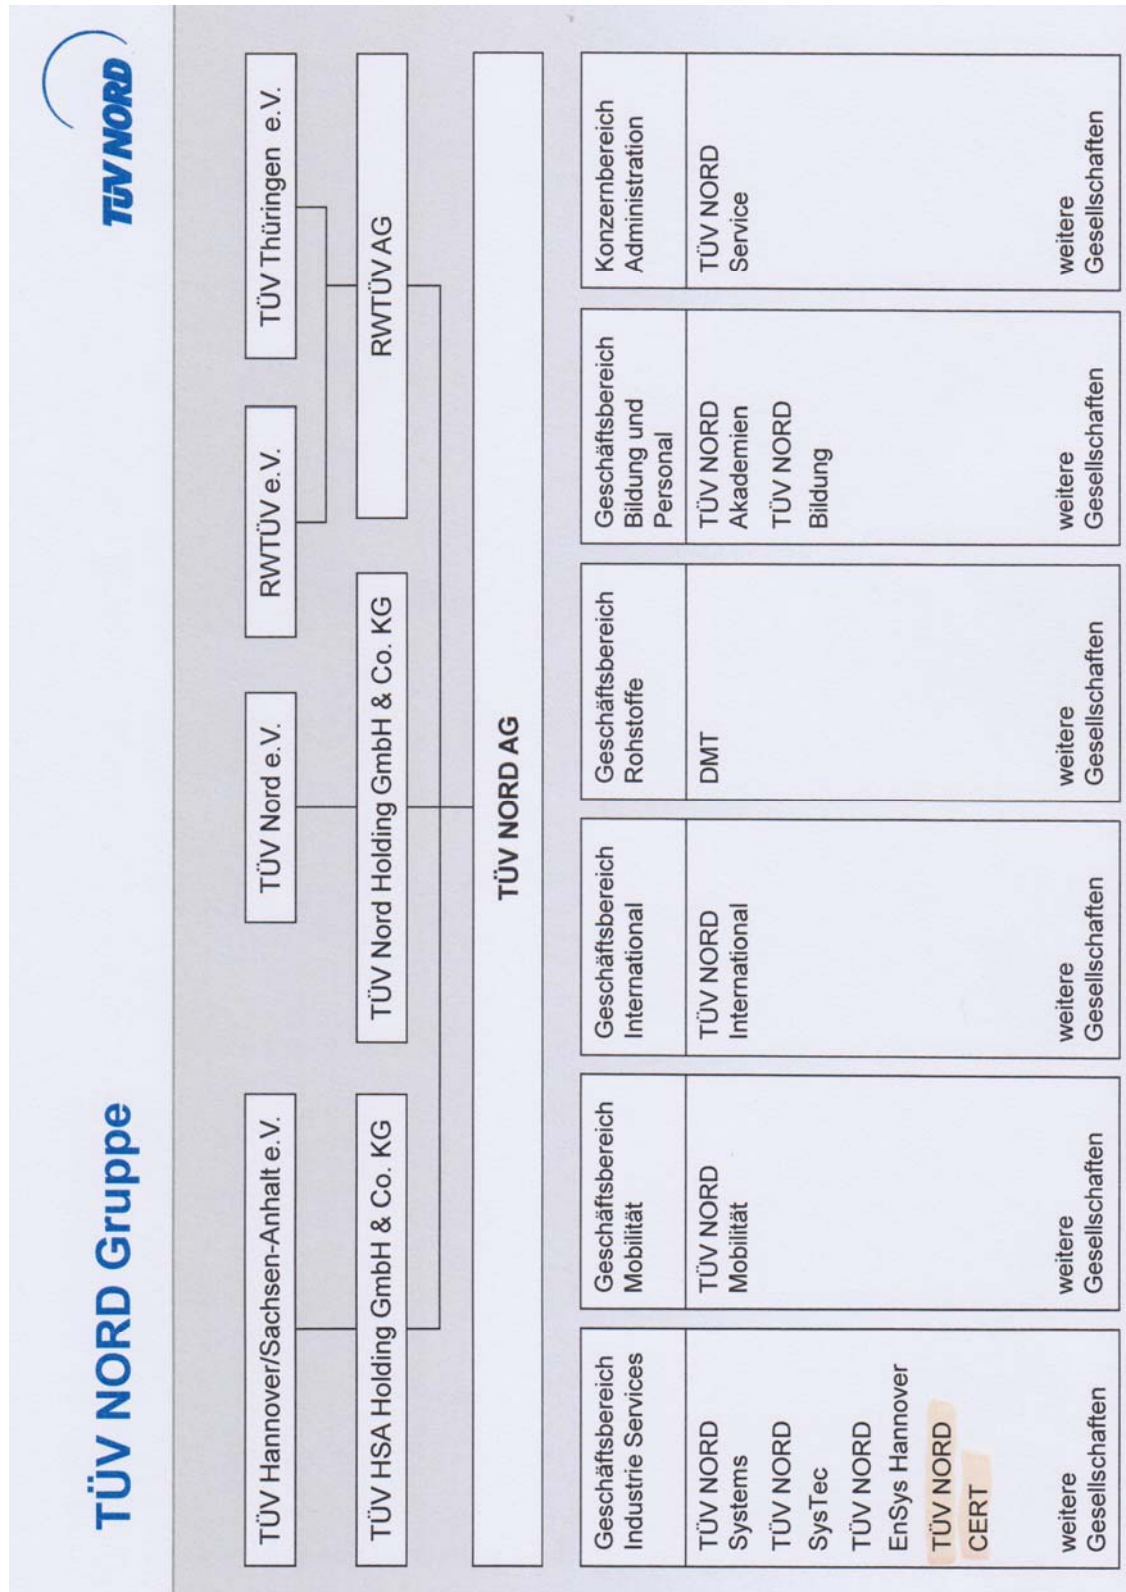 TÜV NORD Gruppe
TÜV NORD
TÜV Hannover/Sachsen-Anhalt e.V.
TÜV Nord e.V.
RWTÜV e.V.
TÜV Thüringen e.V.
TÜV HSA Holding GmbH & Co. KG
TÜV Nord Holding GmbH & Co. KG
RWTÜV AG
TÜV NORD AG
Geschäftsbereich
Industrie Services
TÜV NORD
Systems
TÜV NORD
SysTec
TÜV NORD
EnSys Hannover
TÜV NORD
CERT
weitere
Gesellschaften
Geschäftsbereich
Mobilität
TÜV NORD
Mobilität
weitere
Gesellschaften
Geschäftsbereich
International
TÜV NORD
International
weitere
Gesellschaften
Geschäftsbereich
Rohstoffe
DMT
weitere
Gesellschaften
Geschäftsbereich
Bildung und
Personal
TÜV NORD
Akademien
TÜV NORD
Bildung
weitere
Gesellschaften
Konzernbereich
Administration
TÜV NORD
Service
weitere
Gesellschaften